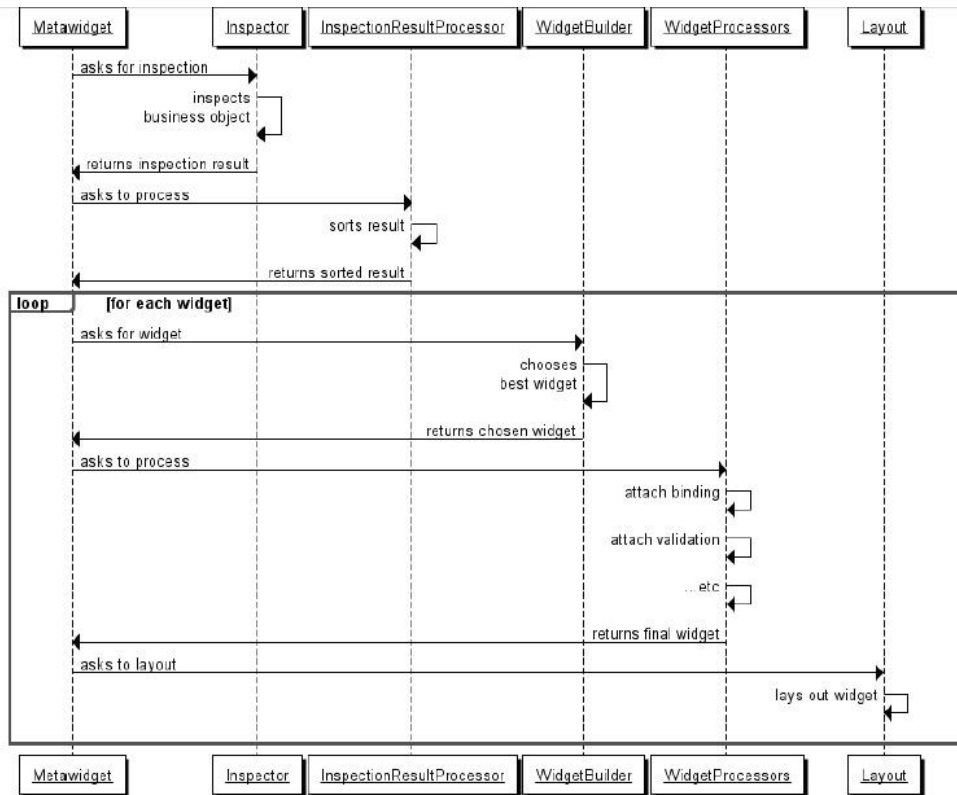 Metawidget
Inspector
InspectionResultProcessor
WidgetBuilder
WidgetProcessors
Layout
asks for inspection
inspects
business object
returns inspection result
asks to process
sorts result
returns sorted result
loop
[for each widget]
asks for widget
chooses
best widget
returns chosen widget
asks to process
attach binding
attach validation
...etc
returns final widget
asks to layout
lays out widget
Metawidget
Inspector
InspectionResultProcessor
WidgetBuilder
WidgetProcessors
Layout